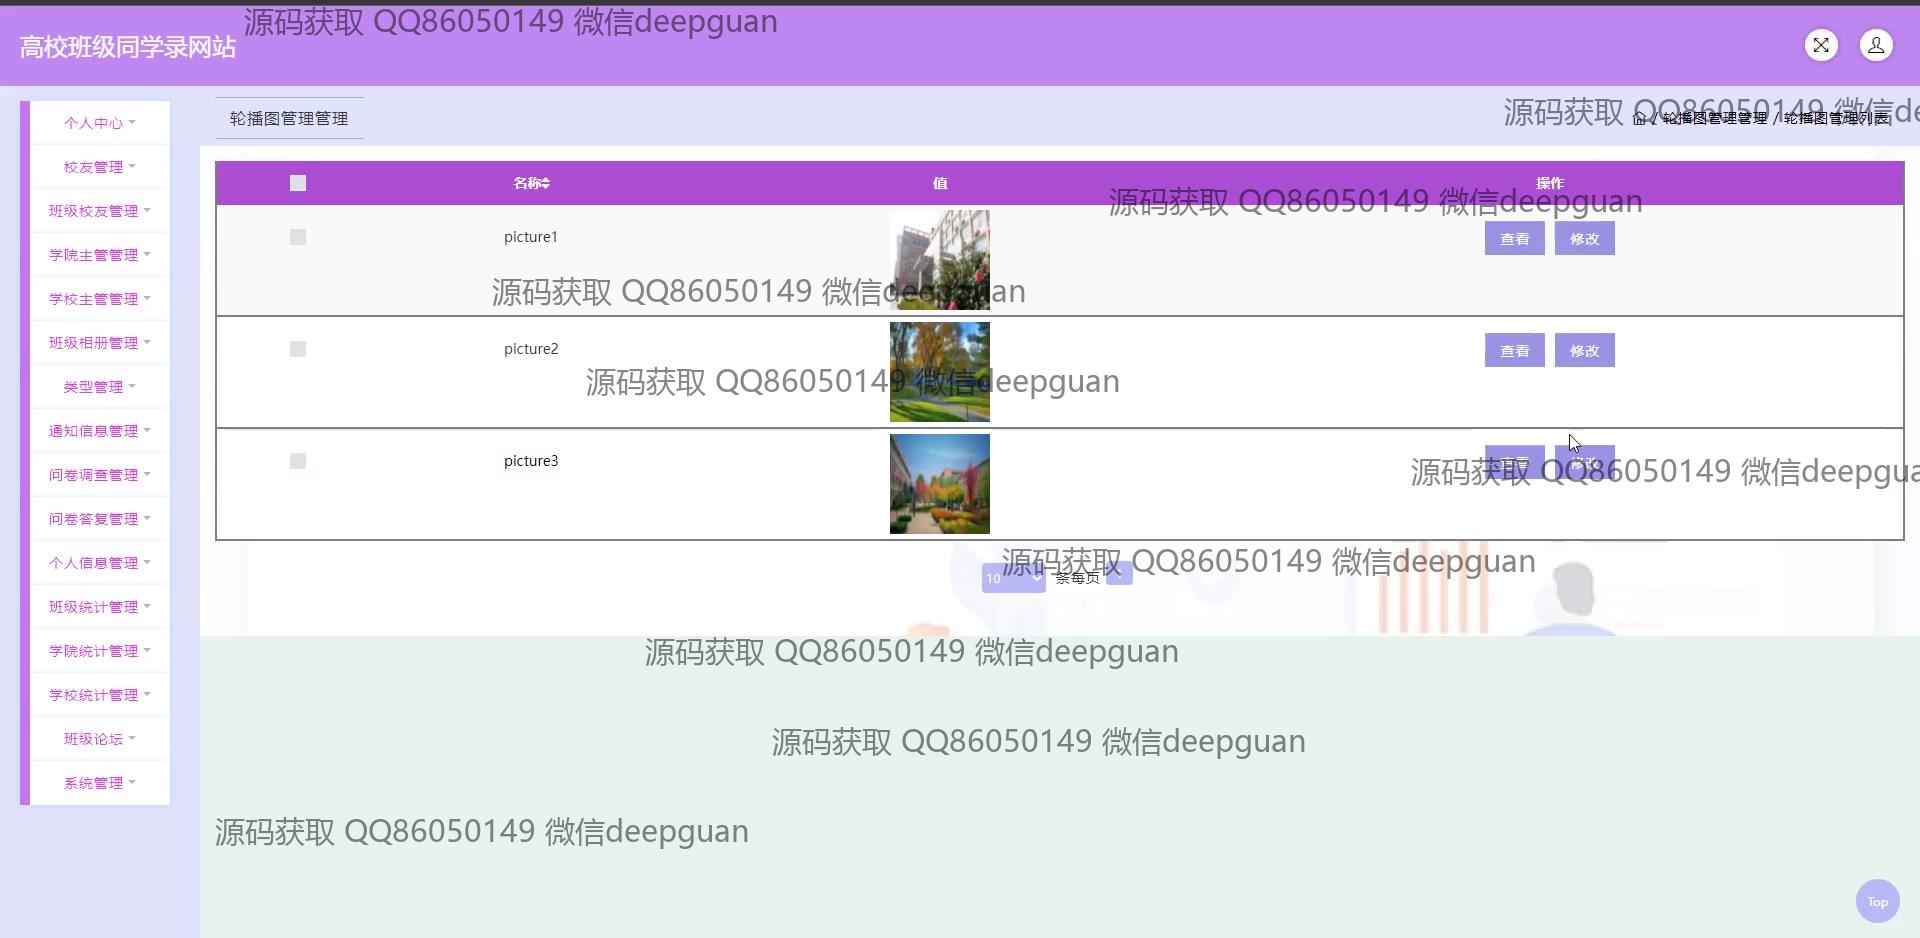 源码获取 QQ86050149 微信deepguan
高校班级同学录网站
轮播图管理管理
源码获取 QQ86050149 微信de
/ 轮播图管理管理 / 轮播图管理列表
个人中心
校友管理
班级校友管理
学院主管管理
学校主管管理
班级相册管理
类型管理
通知信息管理
问卷调查管理
问卷答复管理
个人信息管理
班级统计管理
学院统计管理
学校统计管理
班级论坛
系统管理
名称 值 操作
源码获取 QQ86050149 微信deepguan
picture1 查看 修改
源码获取 QQ86050149 微信deepguan
picture2 查看 修改
源码获取 QQ86050149 微信deepguan
picture3 查看 修改
源码获取 QQ86050149 微信deepgua
源码获取 QQ86050149 微信deepguan
10 条每页
源码获取 QQ86050149 微信deepguan
源码获取 QQ86050149 微信deepguan
源码获取 QQ86050149 微信deepguan
Top